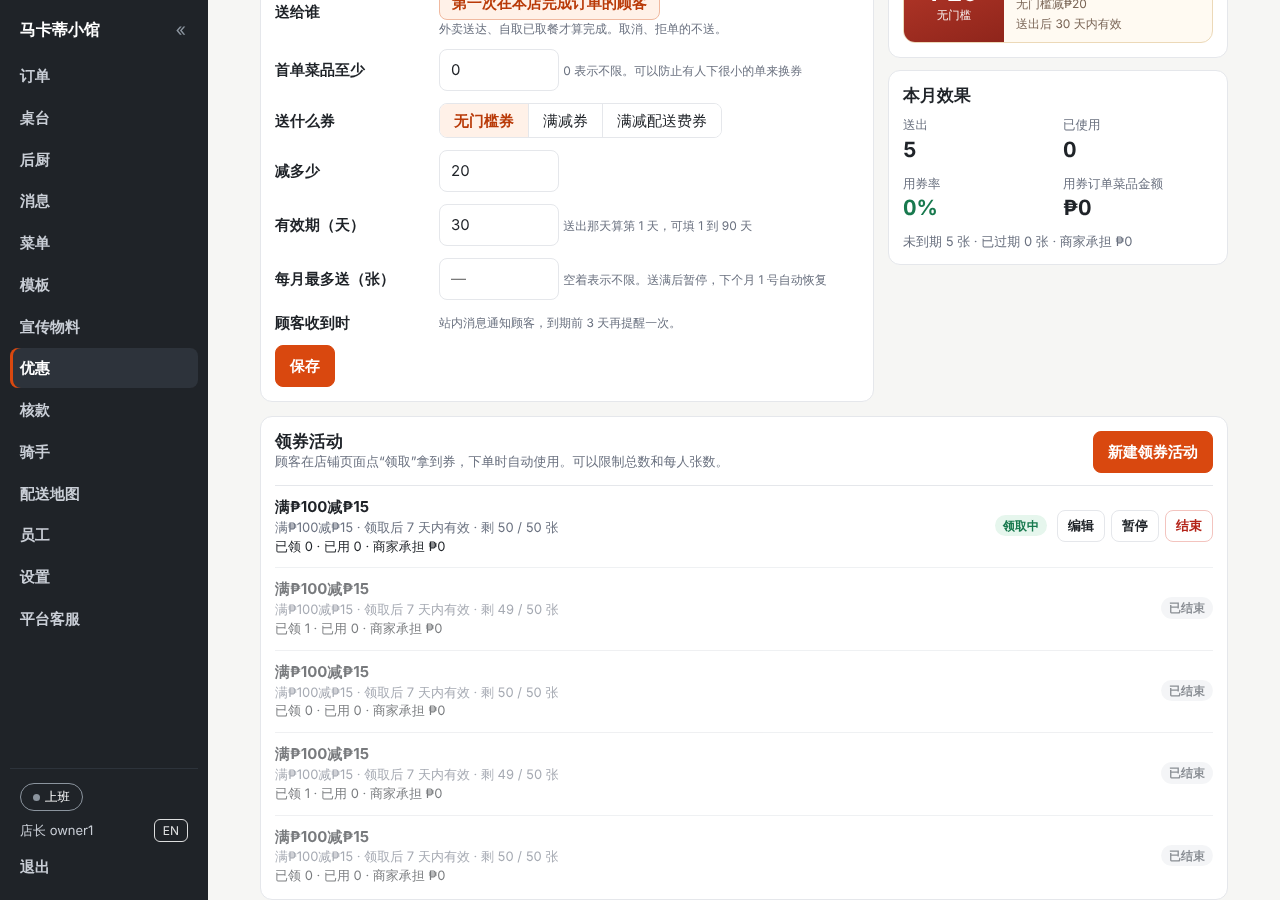 马卡蒂小馆
«
订单
桌台
后厨
消息
菜单
模板
宣传物料
优惠
核款
骑手
配送地图
员工
设置
平台客服
上班
店长 owner1
EN
退出
送给谁
第一次在本店完成订单的顾客
外卖送达、自取已取餐才算完成。取消、拒单的不送。
首单菜品至少
0
0 表示不限。可以防止有人下很小的单来换券
送什么券
无门槛券
满减券
满减配送费券
减多少
20
有效期（天）
30
送出那天算第 1 天，可填 1 到 90 天
每月最多送（张）
—
空着表示不限。送满后暂停，下个月 1 号自动恢复
顾客收到时
站内消息通知顾客，到期前 3 天再提醒一次。
保存
无门槛
无门槛减₱20
送出后 30 天内有效
本月效果
送出
已使用
5
0
用券率
用券订单菜品金额
0%
₱0
未到期 5 张 · 已过期 0 张 · 商家承担 ₱0
领券活动
顾客在店铺页面点“领取”拿到券，下单时自动使用。可以限制总数和每人张数。
新建领券活动
满₱100减₱15
满₱100减₱15 · 领取后 7 天内有效 · 剩 50 / 50 张
已领 0 · 已用 0 · 商家承担 ₱0
领取中
编辑
暂停
结束
满₱100减₱15
满₱100减₱15 · 领取后 7 天内有效 · 剩 49 / 50 张
已领 1 · 已用 0 · 商家承担 ₱0
已结束
满₱100减₱15
满₱100减₱15 · 领取后 7 天内有效 · 剩 50 / 50 张
已领 0 · 已用 0 · 商家承担 ₱0
已结束
满₱100减₱15
满₱100减₱15 · 领取后 7 天内有效 · 剩 49 / 50 张
已领 1 · 已用 0 · 商家承担 ₱0
已结束
满₱100减₱15
满₱100减₱15 · 领取后 7 天内有效 · 剩 50 / 50 张
已领 0 · 已用 0 · 商家承担 ₱0
已结束